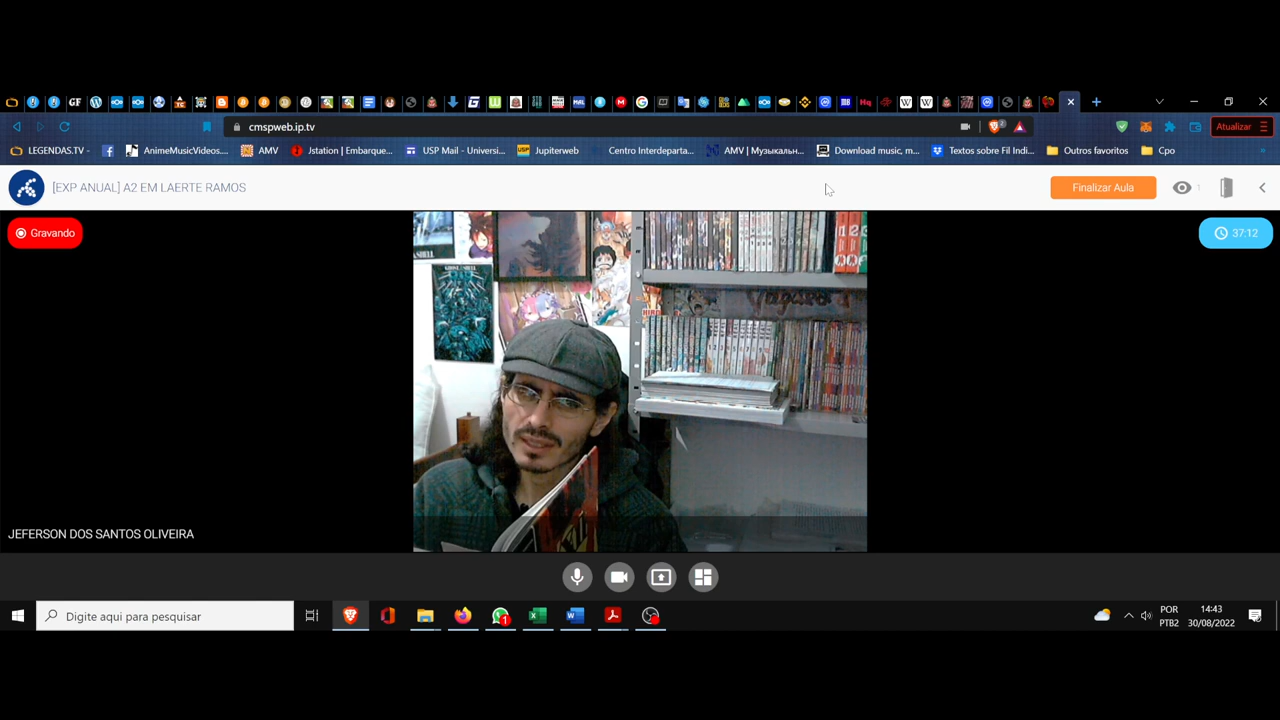 cmspweb.ip.tv
Atualizar
LEGENDAS.TV -
AnimeMusicVideos....
AMV
Jstation | Embarque...
USP Mail - Universi...
Jupiterweb
Centro Interdeparta...
AMV | Музыкальн...
Download music, m...
Textos sobre Fil Indi...
Outros favoritos
Cpo
[EXP ANUAL] A2 EM LAERTE RAMOS
Finalizar Aula
1
Gravando
37:12
JEFERSON DOS SANTOS OLIVEIRA
Digite aqui para pesquisar
POR
PTB2
14:43
30/08/2022